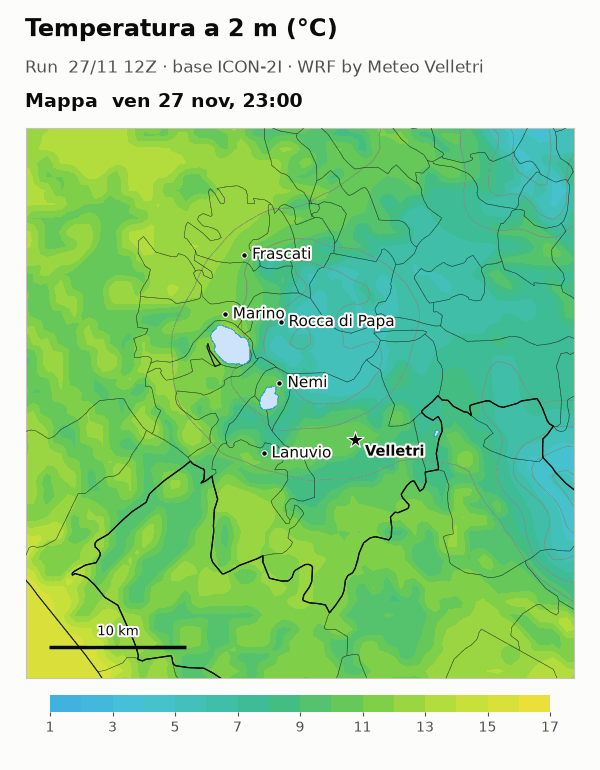 Temperatura a 2 m (°C)
Run  27/11 12Z · base ICON-2I · WRF by Meteo Velletri
Mappa  ven 27 nov, 23:00
Frascati
Marino
Rocca di Papa
Nemi
Velletri
Lanuvio
10 km
1 3 5 7 9 11 13 15 17